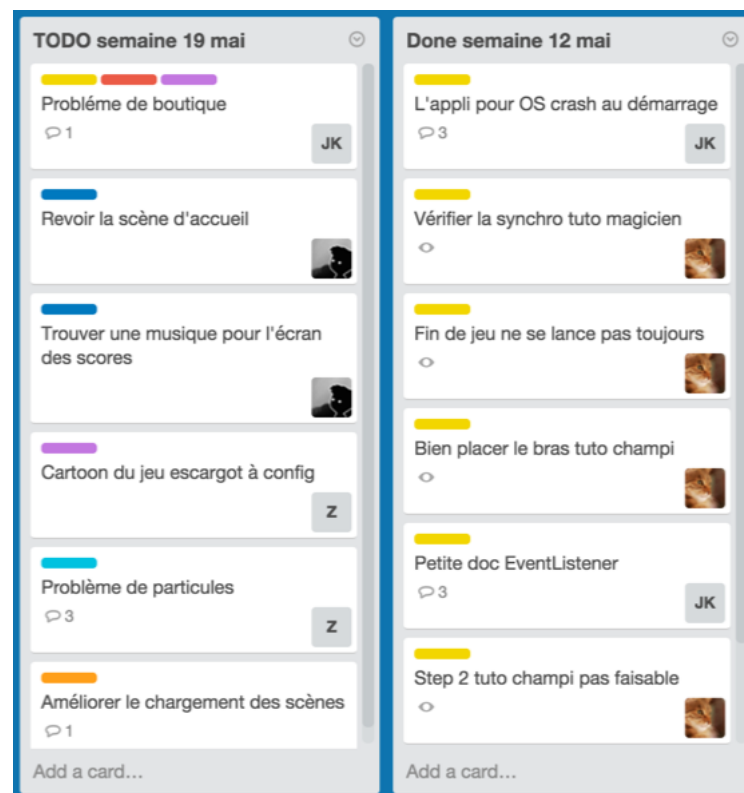 TODO semaine 19 mai
Probléme de boutique
1
JK
Revoir la scène d'accueil
Trouver une musique pour l'écran
des scores
Cartoon du jeu escargot à config
Z
Problème de particules
3
Z
Améliorer le chargement des scènes
1
Add a card...
Done semaine 12 mai
L'appli pour OS crash au démarrage
3
JK
Vérifier la synchro tuto magicien
Fin de jeu ne se lance pas toujours
Bien placer le bras tuto champi
Petite doc EventListener
3
JK
Step 2 tuto champi pas faisable
Add a card...